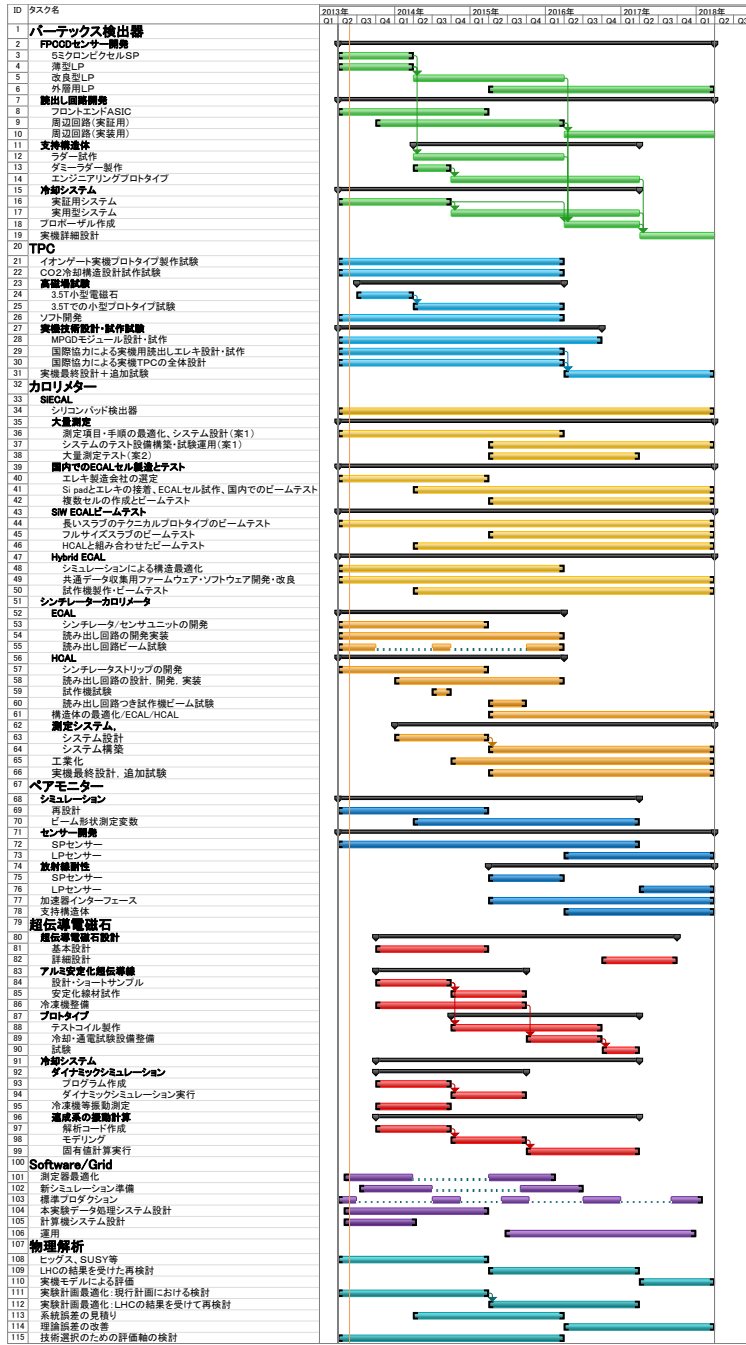 ID タスク名 2013年 2014年 2015年 2016年 2017年 2018年
Q1 Q2 Q3 Q4 Q1 Q2 Q3 Q4 Q1 Q2 Q3 Q4 Q1 Q2 Q3 Q4 Q1 Q2 Q3 Q4 Q1 Q2 Q3
1 バーテックス検出器
2 FPCCDセンサー開発
3 5ミクロンピクセルSP
4 薄型LP
5 改良型LP
6 外層用LP
7 読出し回路開発
8 フロントエンドASIC
9 周辺回路(実証用)
10 周辺回路(実装用)
11 支持構造体
12 ラダー試作
13 ダミーラダー製作
14 エンジニアリングプロトタイプ
15 冷却システム
16 実証用システム
17 実用型システム
18 プロポーザル作成
19 実機詳細設計
20 TPC
21 イオンゲート実機プロトタイプ製作試験
22 CO2冷却構造設計試作試験
23 高磁場試験
24 3.5T小型電磁石
25 3.5Tでの小型プロトタイプ試験
26 ソフト開発
27 実機技術設計・試作試験
28 MPGDモジュール設計・試作
29 国際協力による実機用読出しエレキ設計・試作
30 国際協力による実機TPCの全体設計
31 実機最終設計＋追加試験
32 カロリメター
33 SiECAL
34 シリコンパッド検出器
35 大量測定
36 測定項目・手順の最適化、システム設計(案1)
37 システムのテスト設備構築・試験運用(案1)
38 大量測定テスト(案2)
39 国内でのECALセル製造とテスト
40 エレキ製造会社の選定
41 Si padとエレキの接着、ECALセル試作、国内でのビームテスト
42 複数セルの作成とビームテスト
43 SiW ECALビームテスト
44 長いスラブのテクニカルプロトタイプのビームテスト
45 フルサイズスラブのビームテスト
46 HCALと組み合わせたビームテスト
47 Hybrid ECAL
48 シミュレーションによる構造最適化
49 共通データ収集用ファームウェア・ソフトウェア開発・改良
50 試作機製作・ビームテスト
51 シンチレーターカロリメータ
52 ECAL
53 シンチレータ/センサユニットの開発
54 読み出し回路の開発実装
55 読み出し回路ビーム試験
56 HCAL
57 シンチレータストリップの開発
58 読み出し回路の設計, 開発, 実装
59 試作機試験
60 読み出し回路つき試作機ビーム試験
61 構造体の最適化/ECAL/HCAL
62 測定システム,
63 システム設計
64 システム構築
65 工業化
66 実機最終設計, 追加試験
67 ペアモニター
68 シミュレーション
69 再設計
70 ビーム形状測定変数
71 センサー開発
72 SPセンサー
73 LPセンサー
74 放射線耐性
75 SPセンサー
76 LPセンサー
77 加速器インターフェース
78 支持構造体
79 超伝導電磁石
80 超伝導電磁石設計
81 基本設計
82 詳細設計
83 アルミ安定化超伝導線
84 設計・ショートサンプル
85 安定化線材試作
86 冷凍機整備
87 プロトタイプ
88 テストコイル製作
89 冷却・通電試験設備整備
90 試験
91 冷却システム
92 ダイナミックシミュレーション
93 プログラム作成
94 ダイナミックシミュレーション実行
95 冷凍機等振動測定
96 連成系の振動計算
97 解析コード作成
98 モデリング
99 固有値計算実行
100 Software/Grid
101 測定器最適化
102 新シミュレーション準備
103 標準プロダクション
104 本実験データ処理システム設計
105 計算機システム設計
106 運用
107 物理解析
108 ヒッグス、SUSY等
109 LHCの結果を受けた再検討
110 実機モデルによる評価
111 実験計画最適化：現行計画における検討
112 実験計画最適化：LHCの結果を受けて再検討
113 系統誤差の見積り
114 理論誤差の改善
115 技術選択のための評価軸の検討